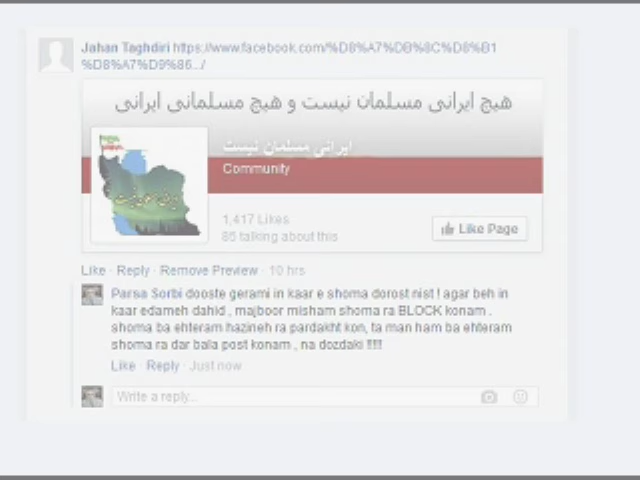 Jahan Taghdiri https://www.facebook.com/%D8%A7%DB%8C%D8%B1
%D8%A7%D9%86.../
هیچ ایرانی مسلمان نیست و هیچ مسلمانی ایرانی
ایرانی مسلمان نیست
Community
1,417 Likes
85 talking about this
Like Page
Like · Reply · Remove Preview · 10 hrs
Parsa Sorbi dooste gerami in kaar e shoma dorost nist ! agar beh in
kaar edameh dahid , majboor misham shoma ra BLOCK konam .
shoma ba ehteram hazineh ra pardakht kon, ta man ham ba ehteram
shoma ra dar bala post konam , na dozdaki !!!!!
Like · Reply · Just now
Write a reply...